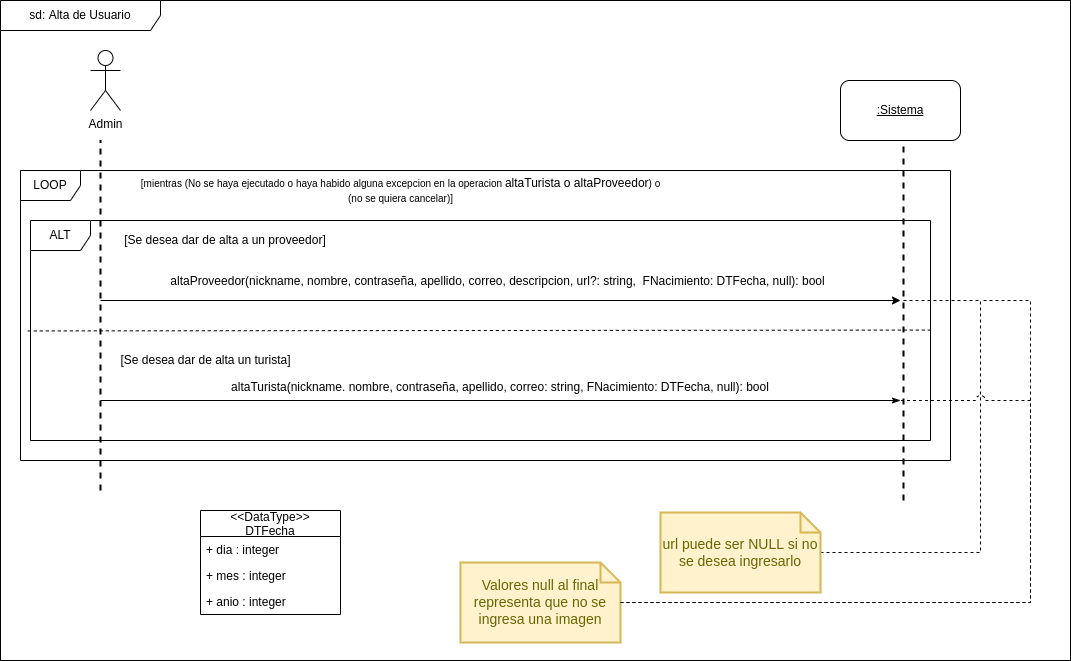 sd: Alta de Usuario
Admin
:Sistema
LOOP
[mientras (No se haya ejecutado o haya habido alguna excepcion en la operacion altaTurista o altaProveedor) o
(no se quiera cancelar)]
ALT
[Se desea dar de alta a un proveedor]
altaProveedor(nickname, nombre, contraseña, apellido, correo, descripcion, url?: string, FNacimiento: DTFecha, null): bool
[Se desea dar de alta un turista]
altaTurista(nickname. nombre, contraseña, apellido, correo: string, FNacimiento: DTFecha, null): bool
<<DataType>>
DTFecha
+ dia : integer
+ mes : integer
+ anio : integer
url puede ser NULL si no
se desea ingresarlo
Valores null al final
representa que no se
ingresa una imagen